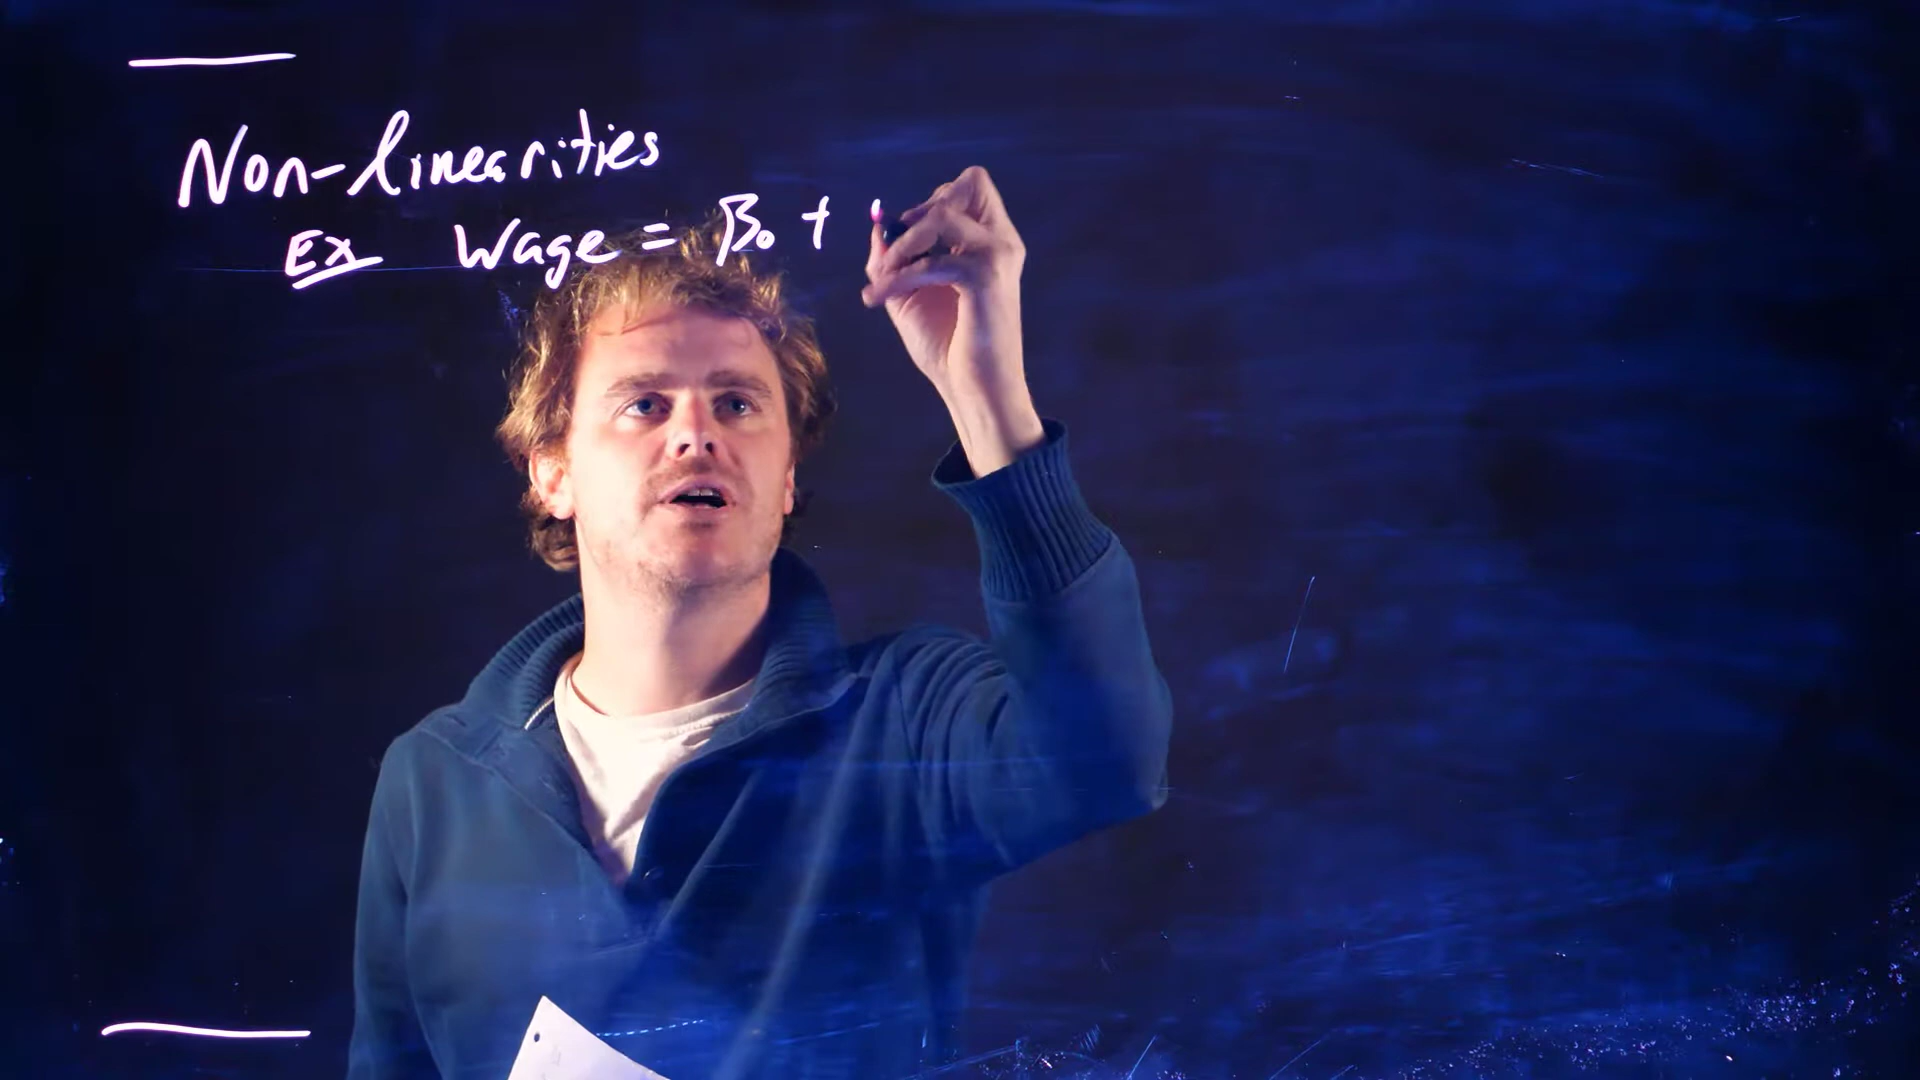 Non-linearities
Ex Wage = β₀ +